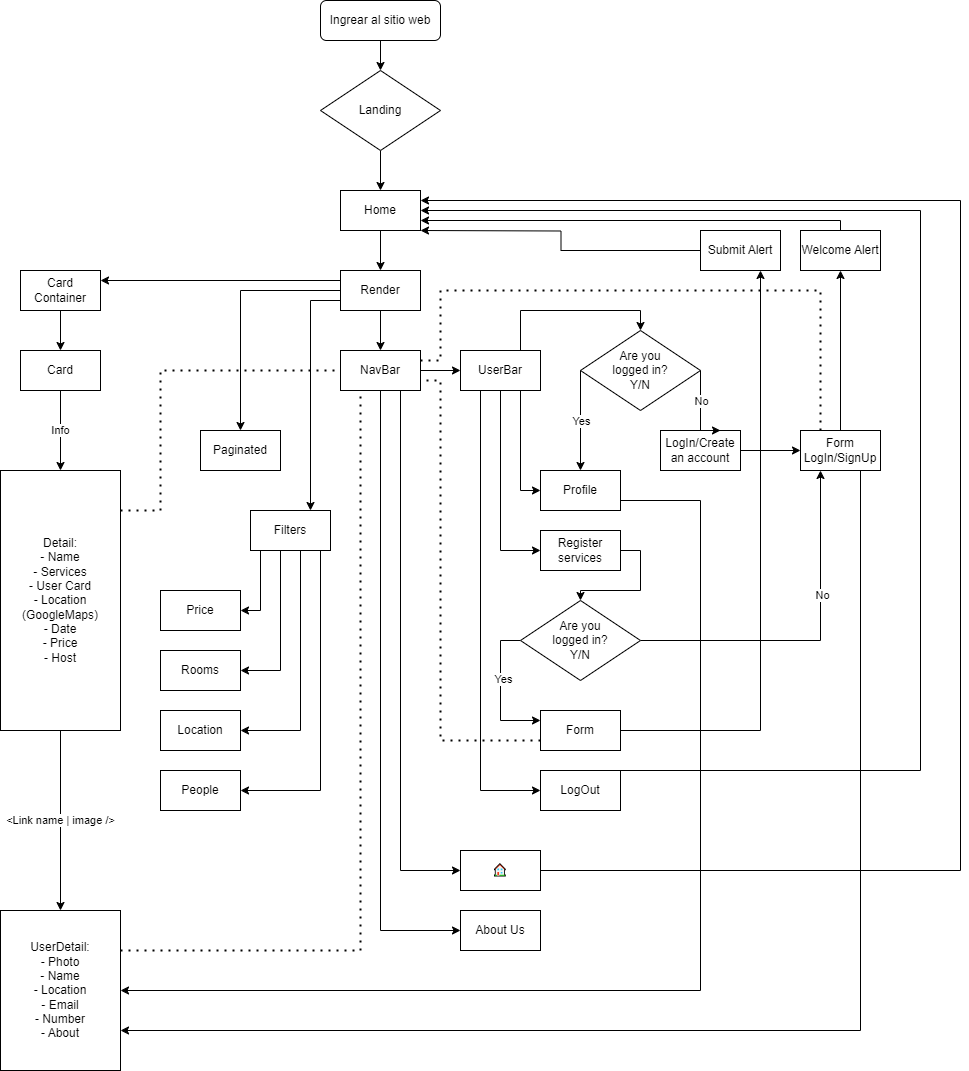 Ingrear al sitio web
Landing
Home
Submit Alert
Welcome Alert
Card
Container
Render
Card
NavBar
UserBar
Are you
logged in?
Y/N
No
Yes
Info
Paginated
LogIn/Create
an account
Form
LogIn/SignUp
Profile
Filters
Register
services
Detail:
- Name
- Services
- User Card
- Location
(GoogleMaps)
- Date
- Price
- Host
Price
Are you
logged in?
Y/N
No
Rooms
Yes
Location
Form
People
LogOut
<Link name | image />
About Us
UserDetail:
- Photo
- Name
- Location
- Email
- Number
- About